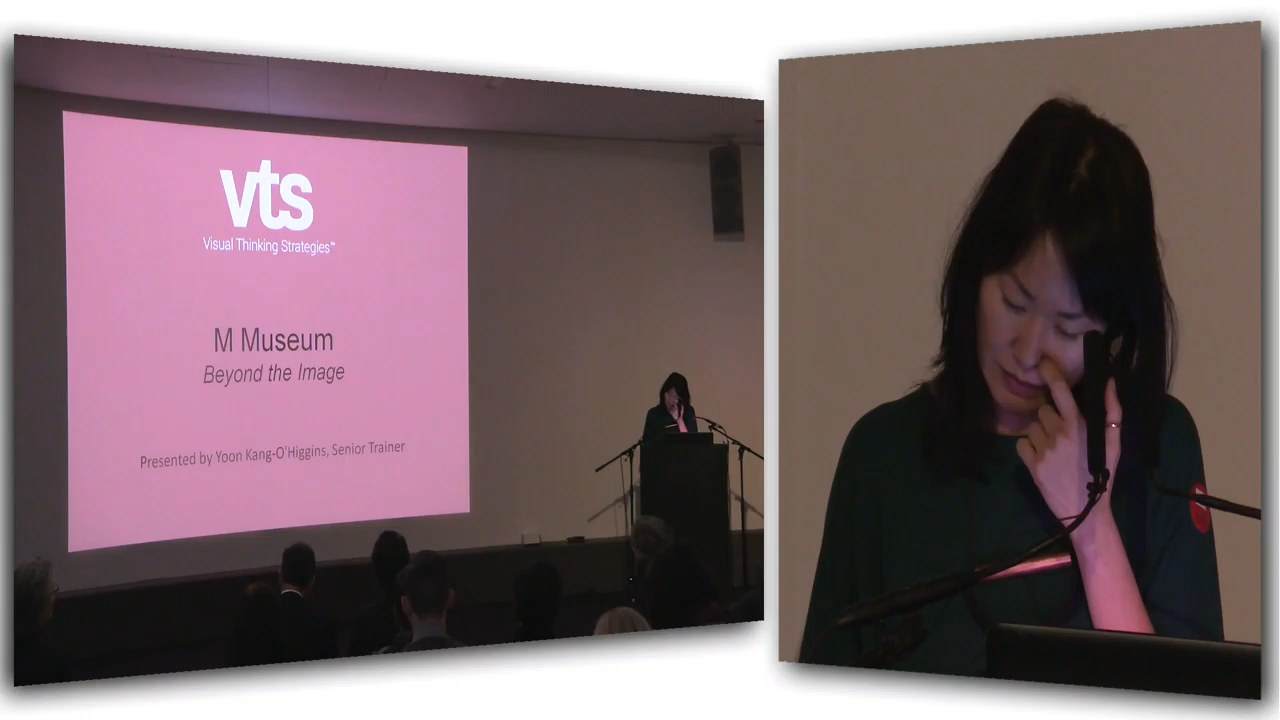 vts
Visual Thinking Strategies™
M Museum
Beyond the Image
Presented by Yoon Kang-O'Higgins, Senior Trainer